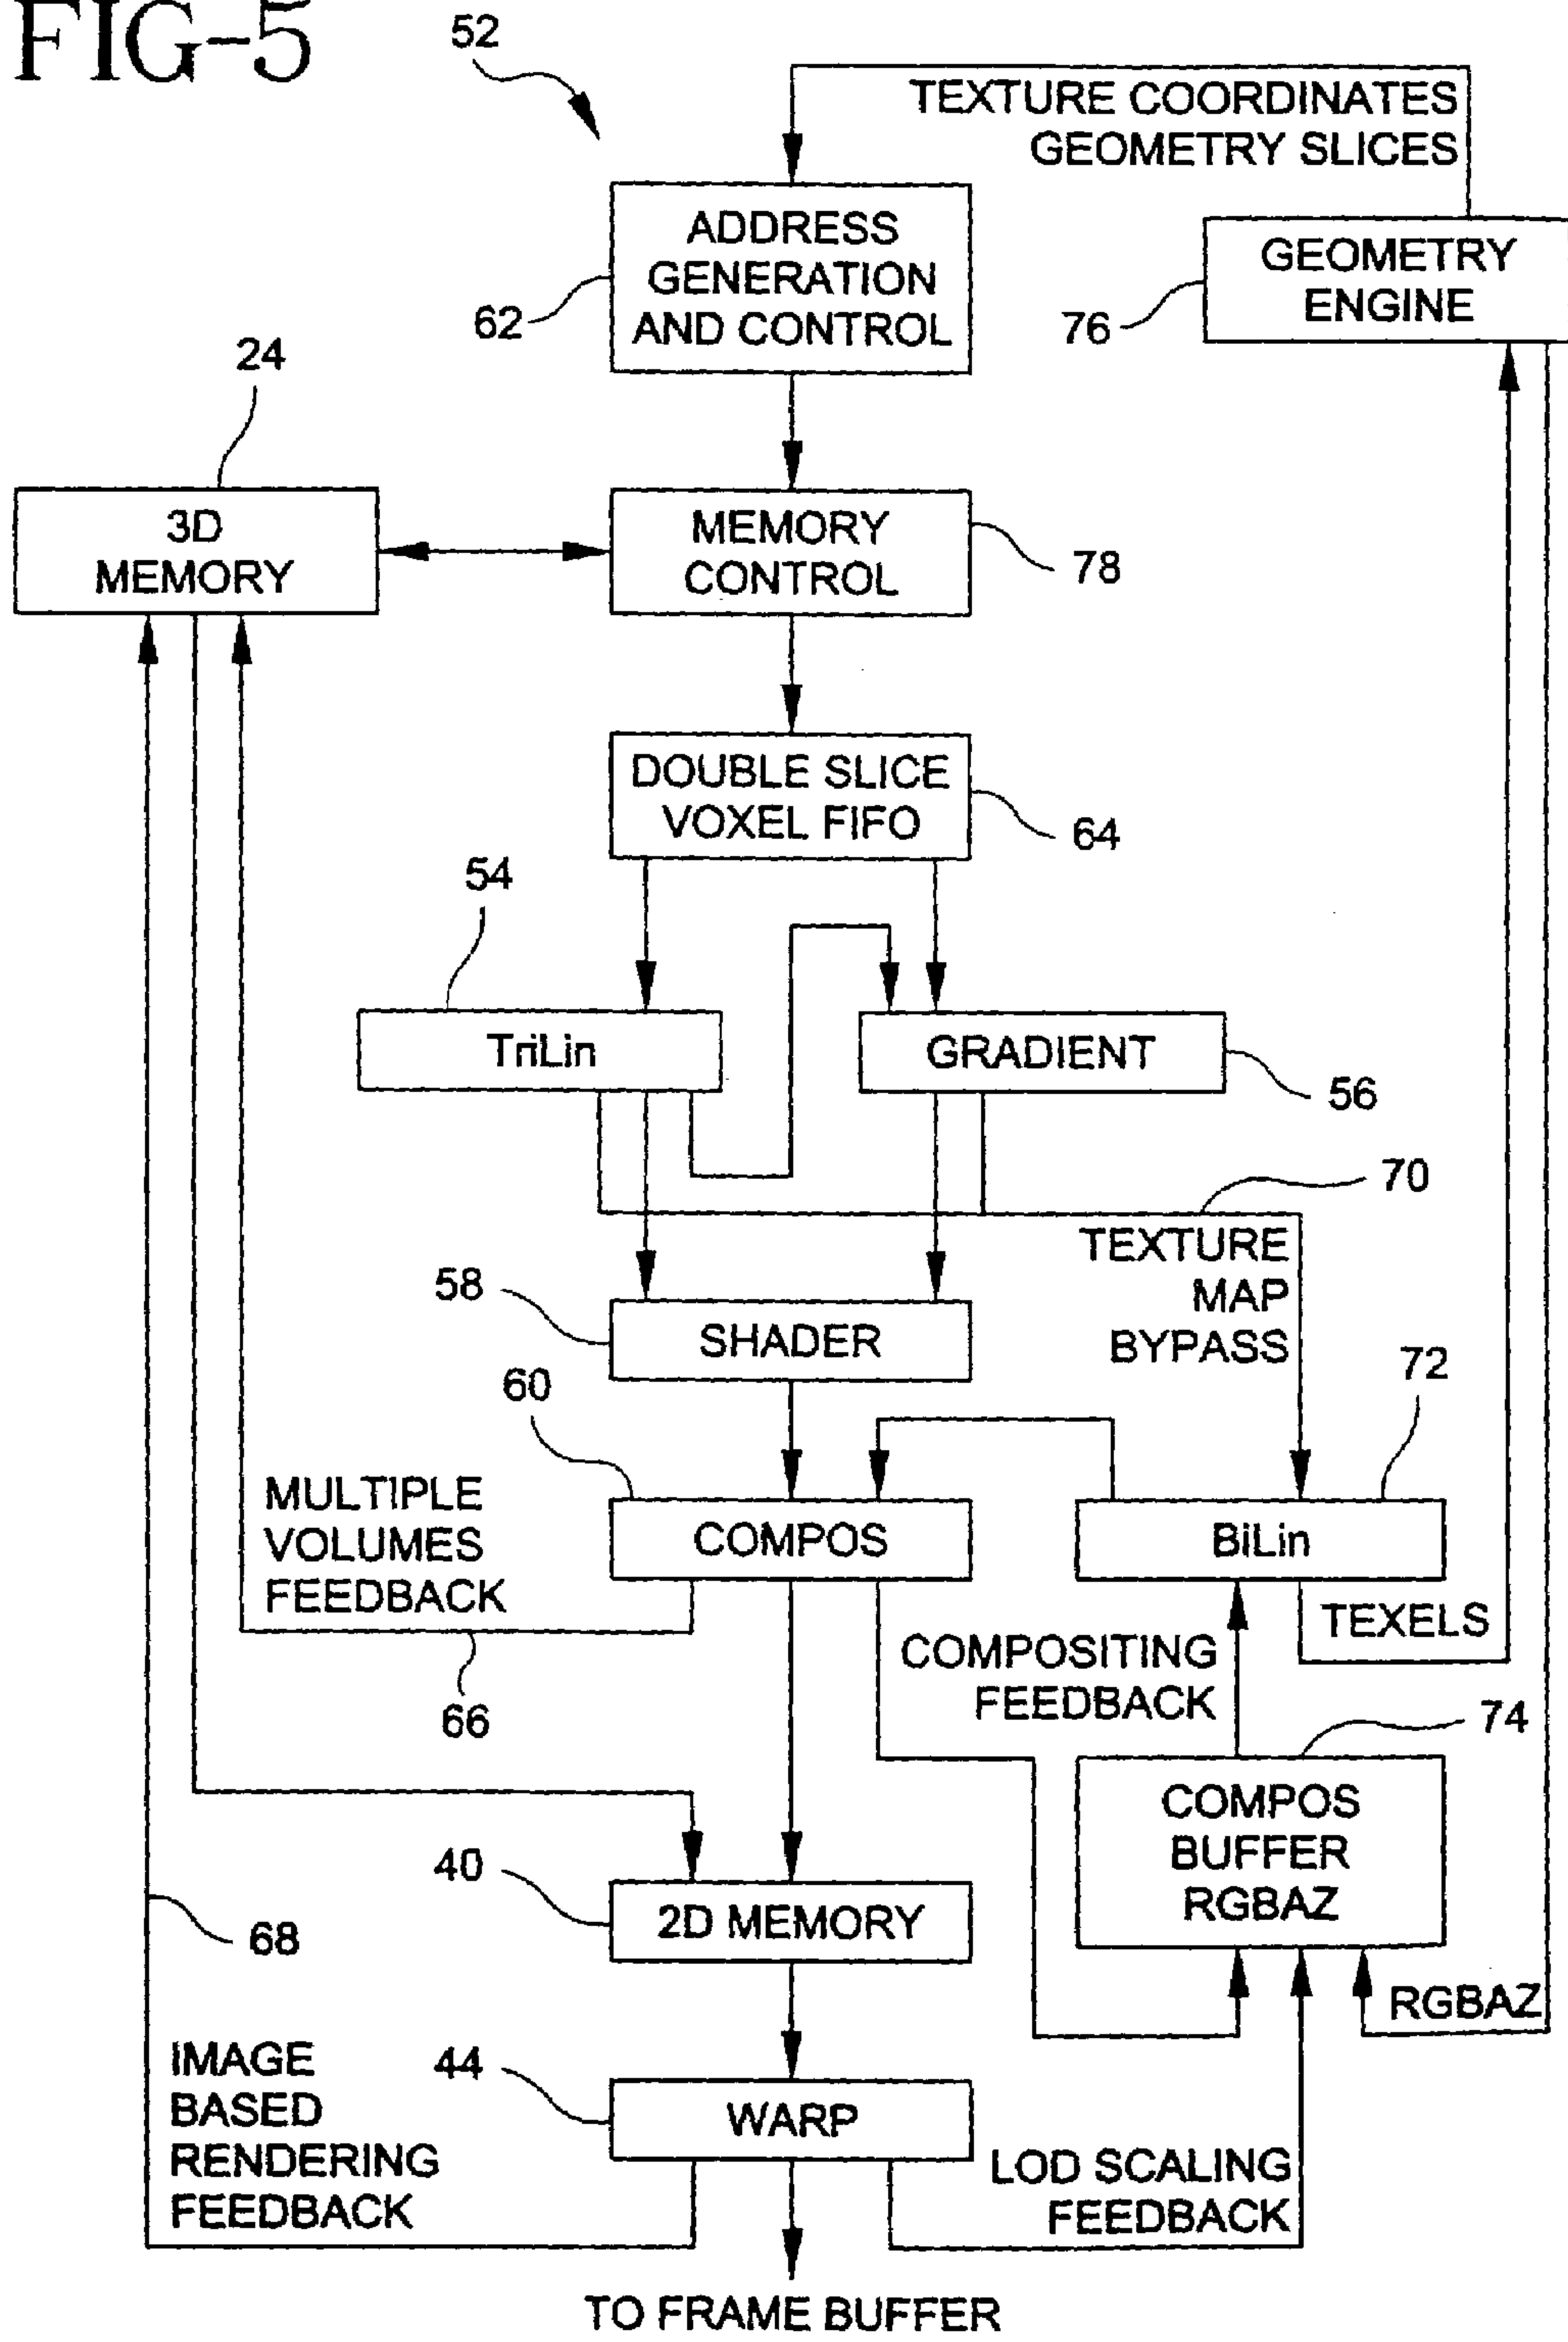 FIG-5
52
TEXTURE COORDINATES
GEOMETRY SLICES
ADDRESS
GENERATION
AND CONTROL
62
GEOMETRY
ENGINE
76
24
3D
MEMORY
MEMORY
CONTROL
78
DOUBLE SLICE
VOXEL FIFO
64
54
TriLin
GRADIENT
56
70
TEXTURE
MAP
BYPASS
58
SHADER
60
72
MULTIPLE
VOLUMES
FEEDBACK
COMPOS
BiLin
TEXELS
COMPOSITING
FEEDBACK
66
74
COMPOS
BUFFER
RGBAZ
40
2D MEMORY
68
RGBAZ
IMAGE
BASED
RENDERING
FEEDBACK
44
WARP
LOD SCALING
FEEDBACK
TO FRAME BUFFER